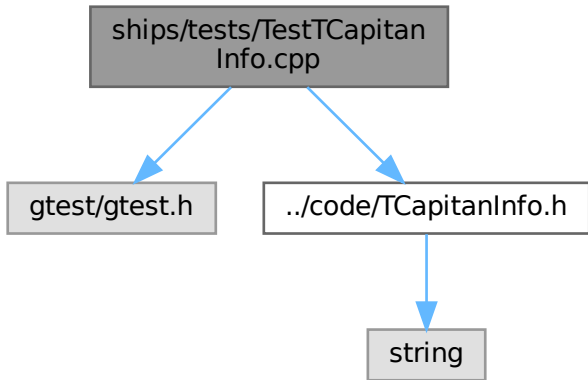 ships/tests/TestTCapitan
Info.cpp
gtest/gtest.h
../code/TCapitanInfo.h
string